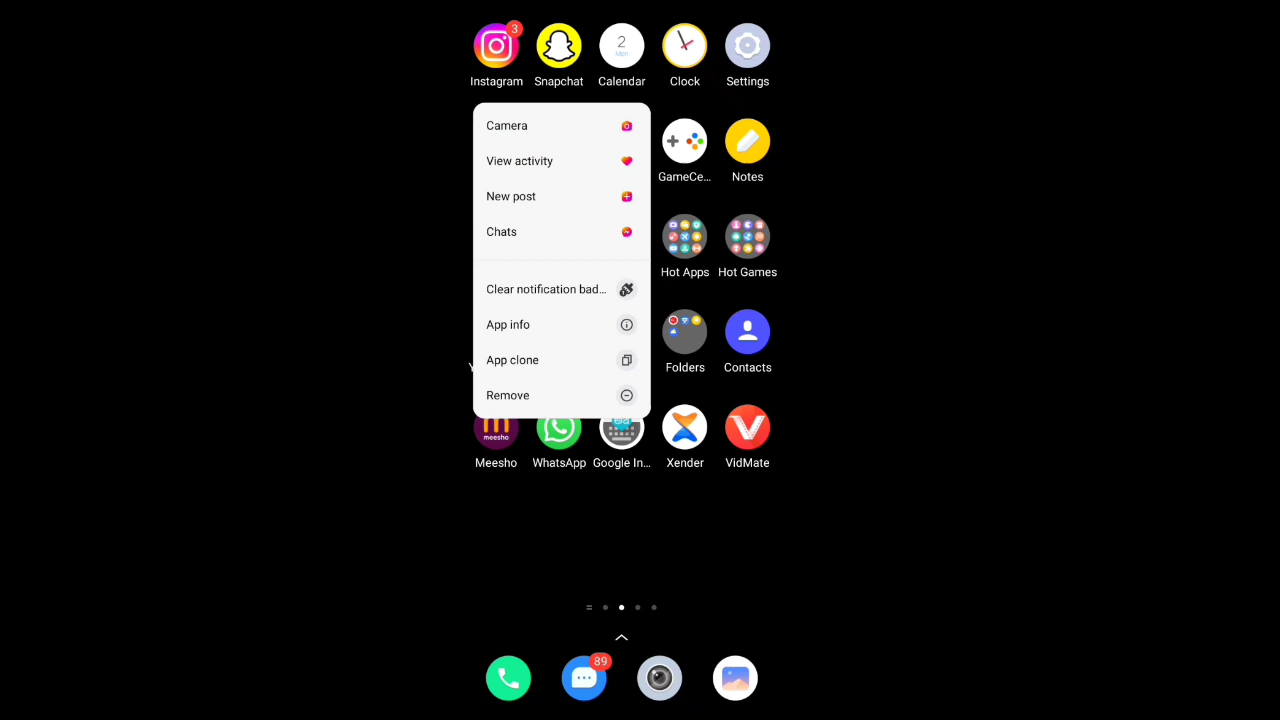 3
2
Mon
Instagram
Snapchat
Calendar
Clock
Settings
Camera
View activity
New post
Chats
Clear notification bad...
App info
App clone
Remove
GameCe...
Notes
Hot Apps
Hot Games
Folders
Contacts
meesho
Meesho
WhatsApp
Google In...
Xender
VidMate
89